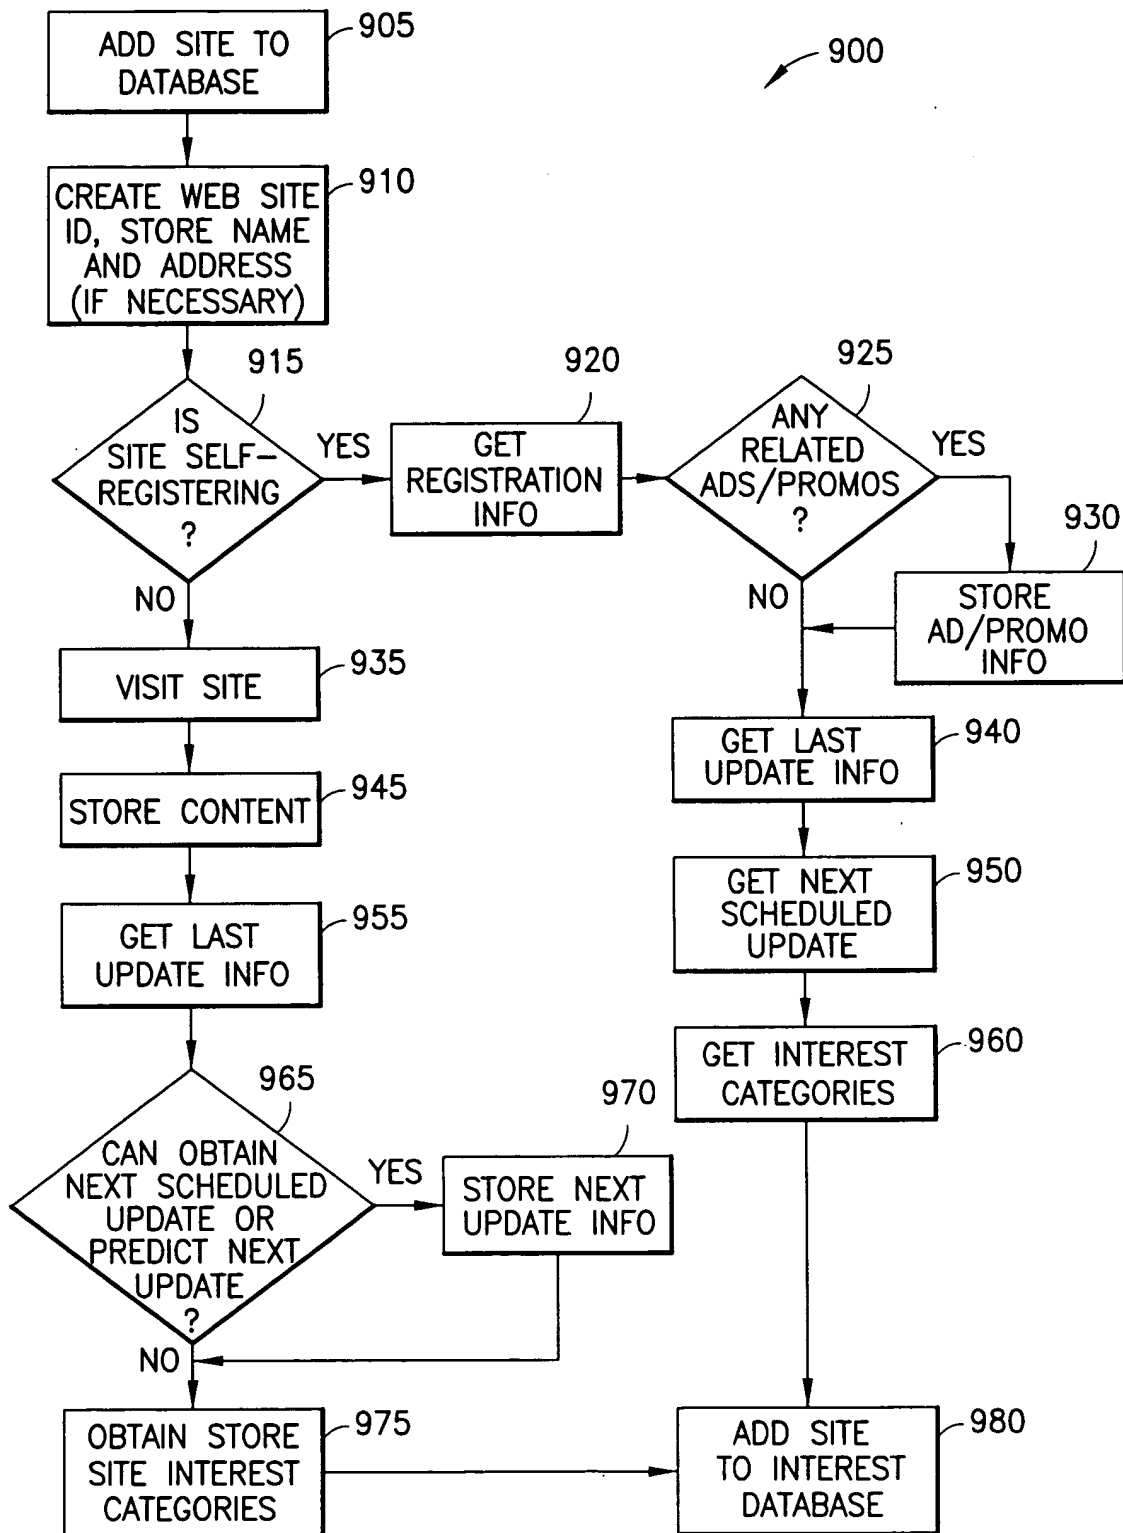 ADD SITE TO
DATABASE
905
900
CREATE WEB SITE
ID, STORE NAME
AND ADDRESS
(IF NECESSARY)
910
915
IS
SITE SELF-
REGISTERING
?
YES
NO
920
GET
REGISTRATION
INFO
925
ANY
RELATED
ADS/PROMOS
?
YES
NO
930
STORE
AD/PROMO
INFO
VISIT SITE
935
GET LAST
UPDATE INFO
940
STORE CONTENT
945
GET NEXT
SCHEDULED
UPDATE
950
GET LAST
UPDATE INFO
955
GET INTEREST
CATEGORIES
960
965
CAN OBTAIN
NEXT SCHEDULED
UPDATE OR
PREDICT NEXT
UPDATE
?
YES
NO
970
STORE NEXT
UPDATE INFO
OBTAIN STORE
SITE INTEREST
CATEGORIES
975
ADD SITE
TO INTEREST
DATABASE
980